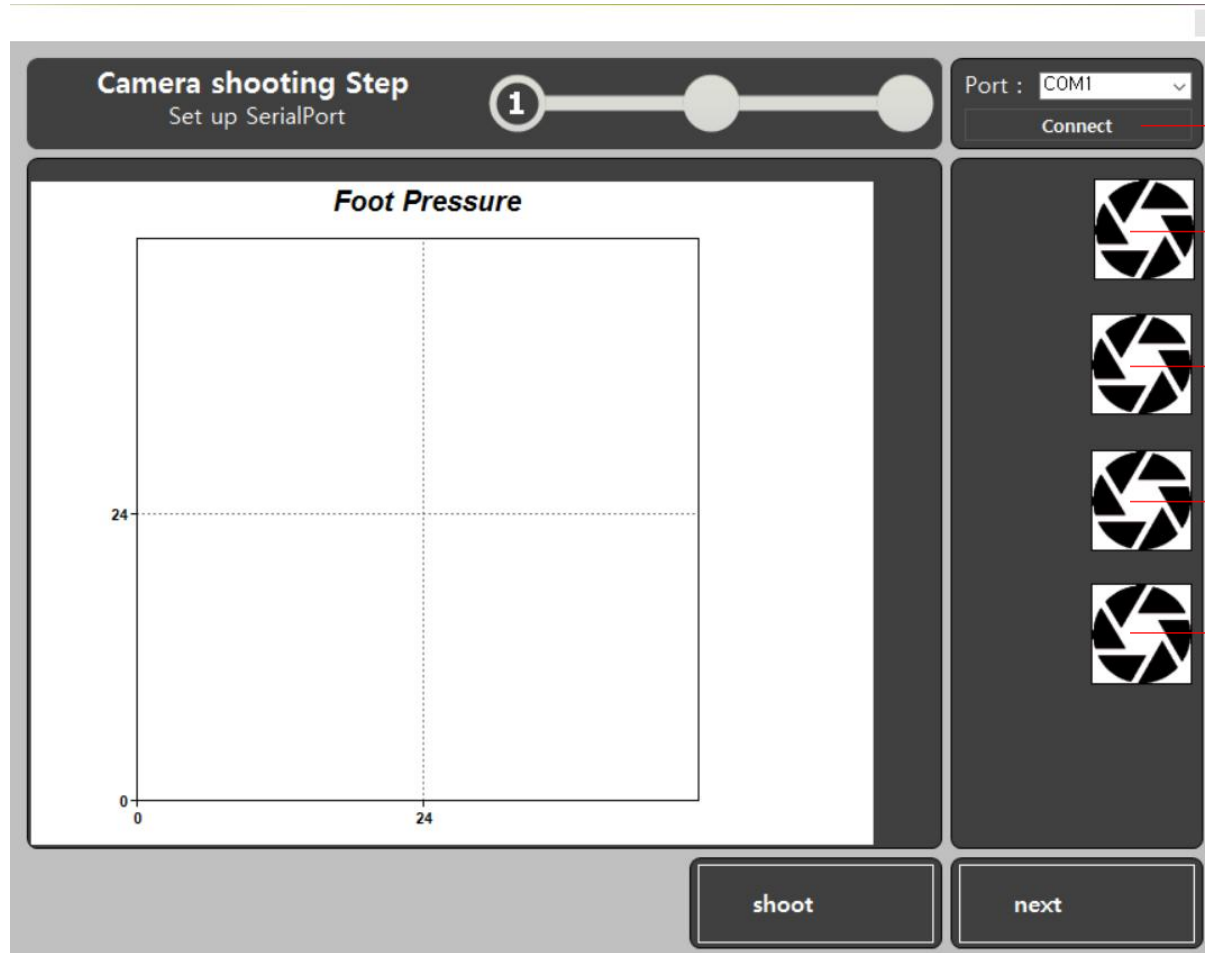 Camera shooting Step
Set up SerialPort
1
Port : COM1
Connect
Foot Pressure
24
0
0 24
shoot
next